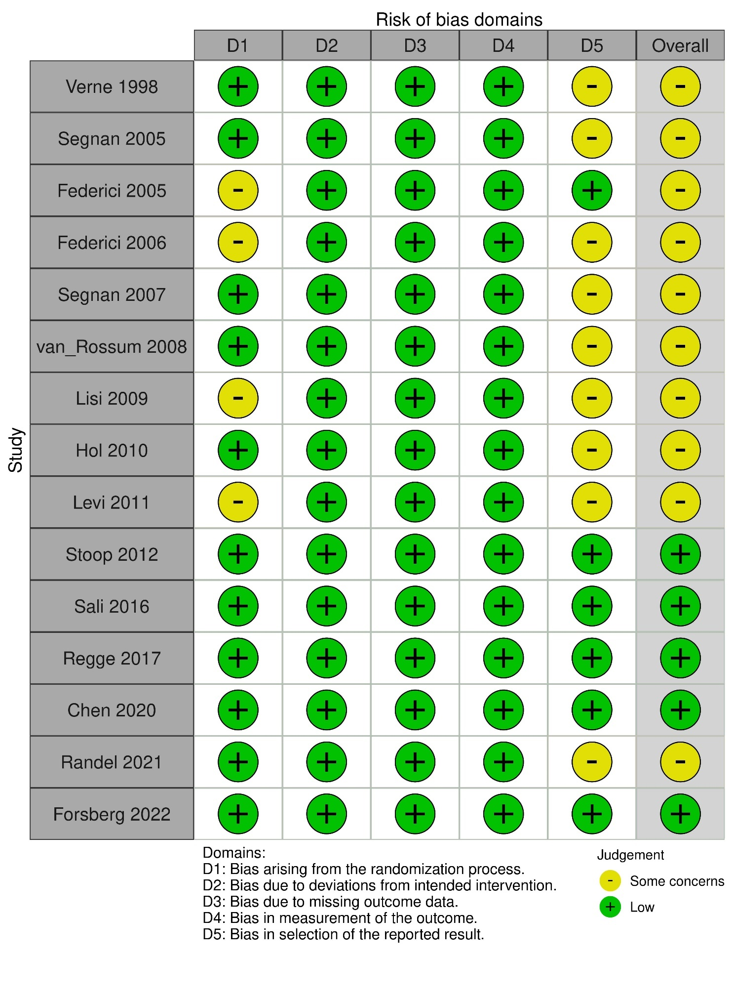 Risk of bias domains
D1 D2 D3 D4 D5 Overall
Study
Verne 1998 + + + + - -
Segnan 2005 + + + + - -
Federici 2005 - + + + + -
Federici 2006 - + + + - -
Segnan 2007 + + + + - -
van_Rossum 2008 + + + + - -
Lisi 2009 - + + + - -
Hol 2010 + + + + - -
Levi 2011 - + + + - -
Stoop 2012 + + + + + +
Sali 2016 + + + + + +
Regge 2017 + + + + + +
Chen 2020 + + + + + +
Randel 2021 + + + + - -
Forsberg 2022 + + + + + +
Domains:
D1: Bias arising from the randomization process.
D2: Bias due to deviations from intended intervention.
D3: Bias due to missing outcome data.
D4: Bias in measurement of the outcome.
D5: Bias in selection of the reported result.
Judgement
- Some concerns
+ Low